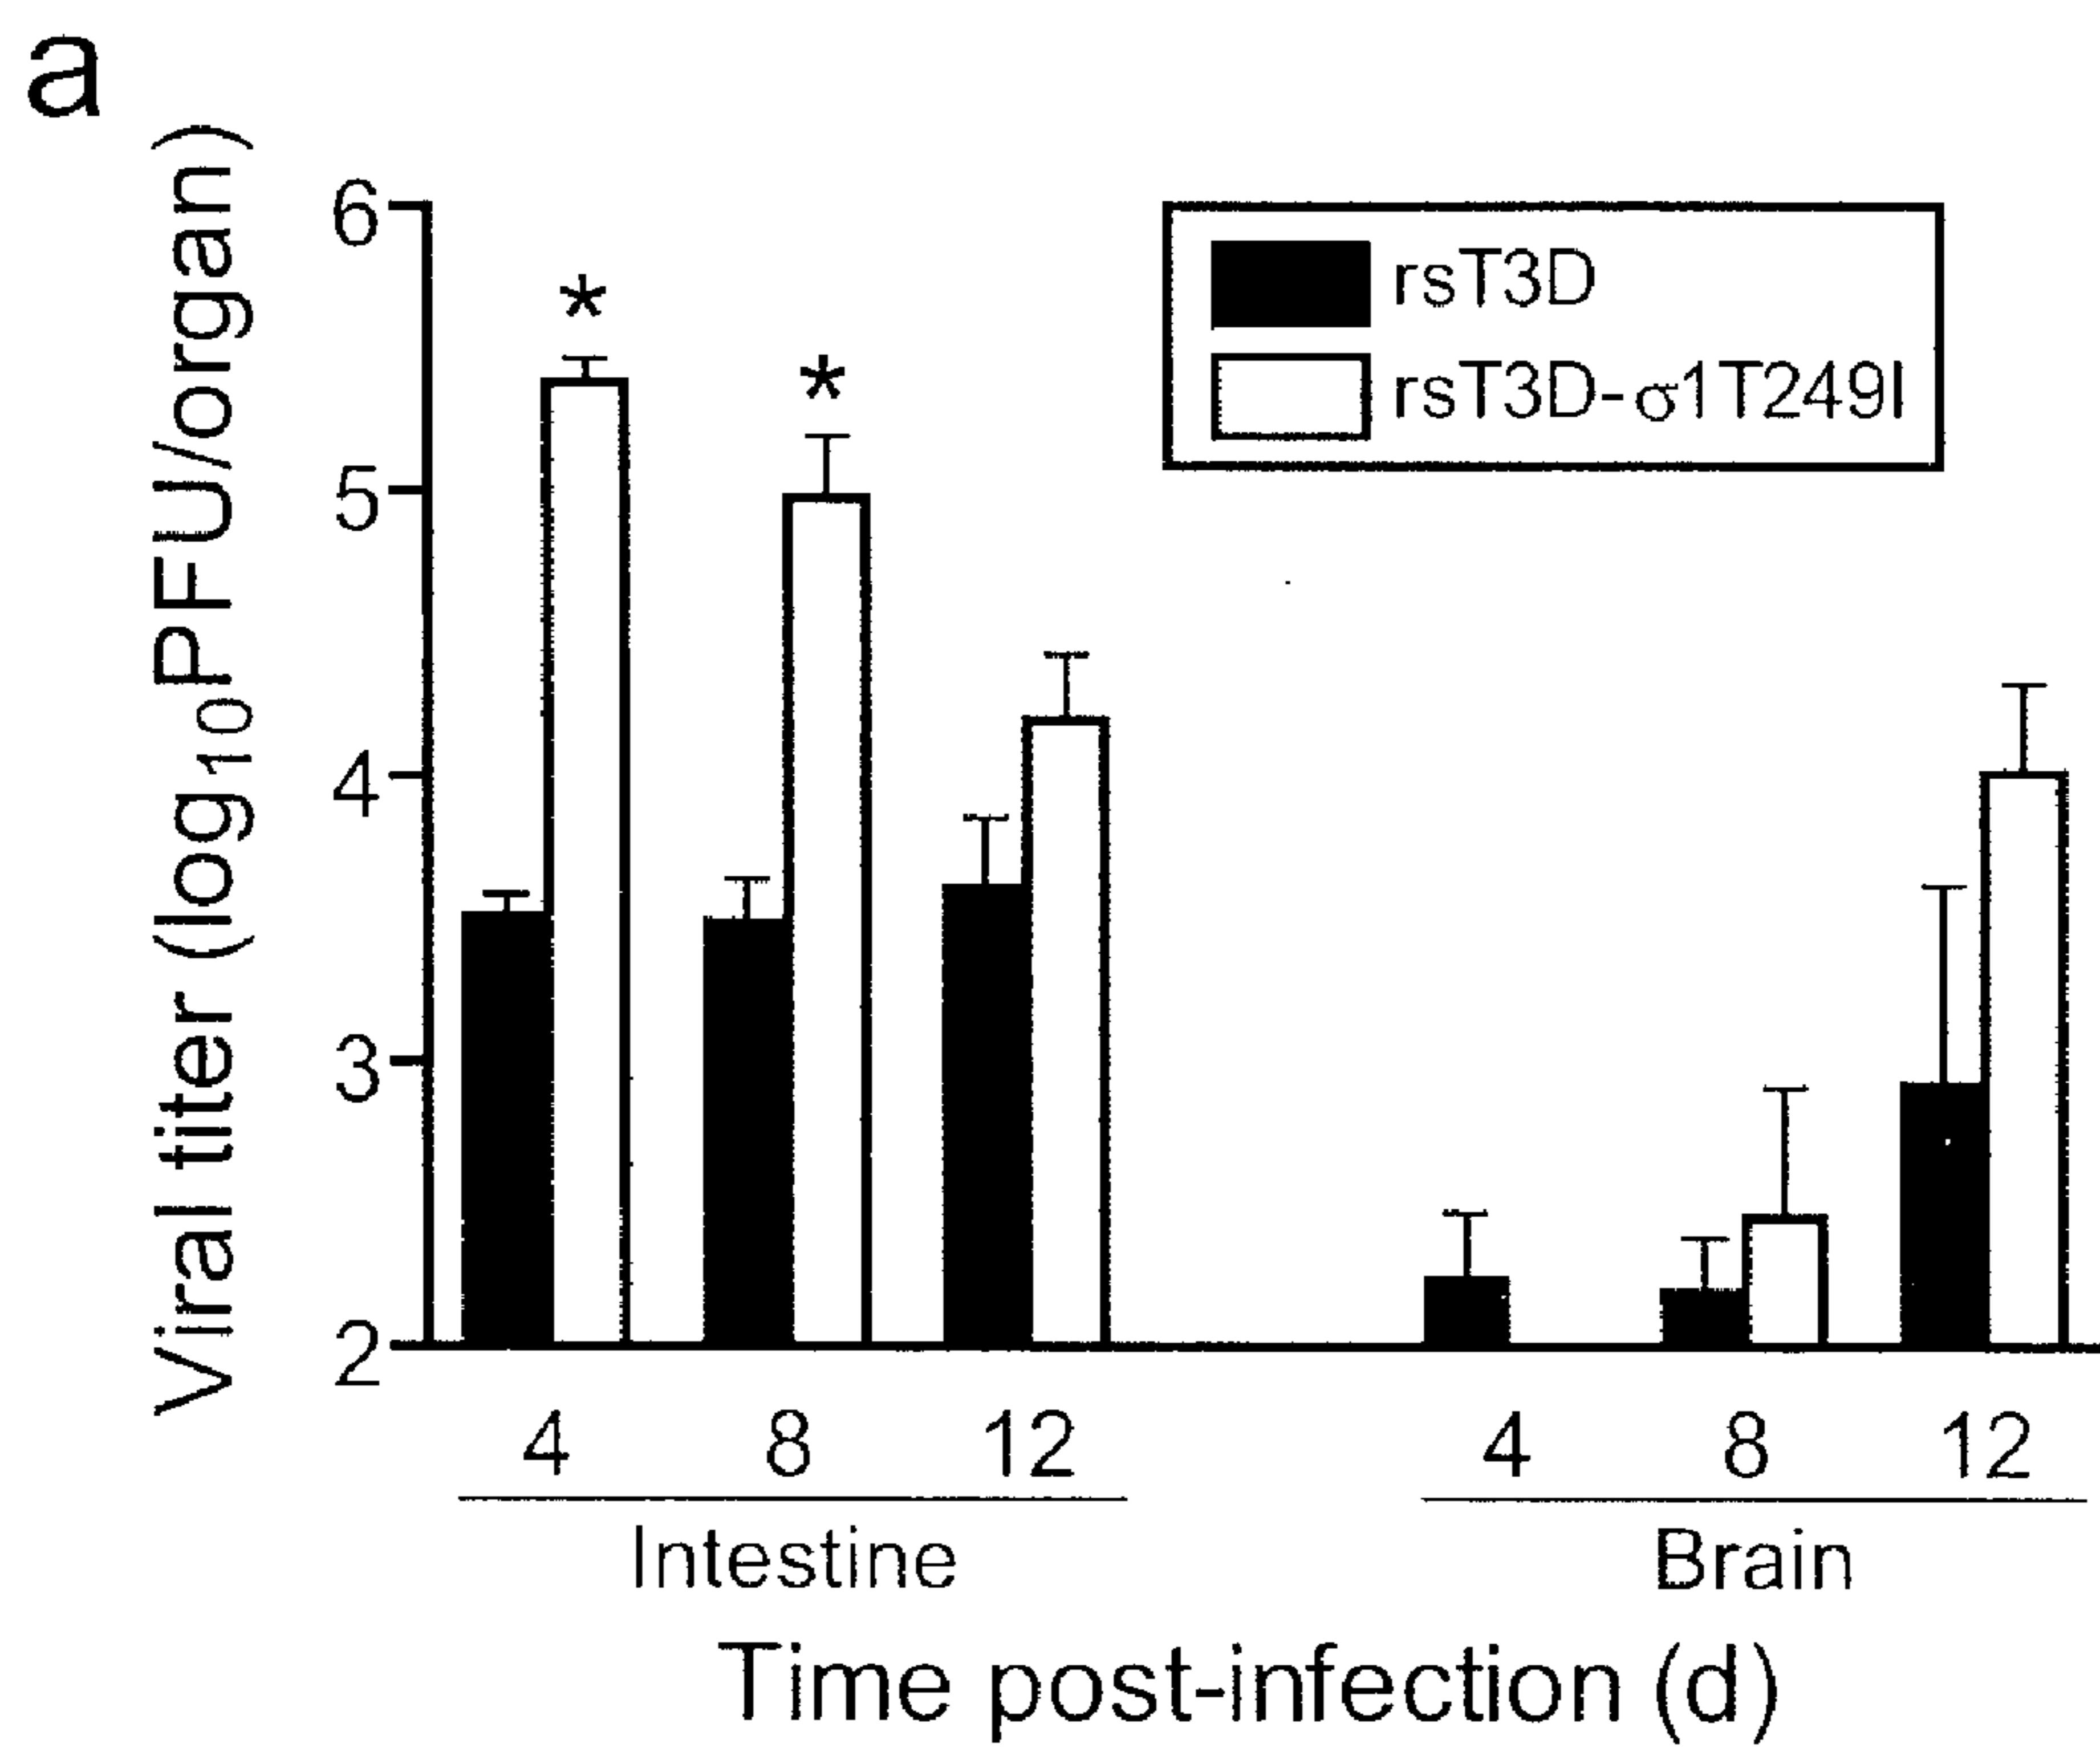 a
Viral titer (log10PFU/organ)
6
5
4
3
2
*
*
rsT3D
rsT3D-σ1T249I
4 8 12 4 8 12
Intestine Brain
Time post-infection (d)